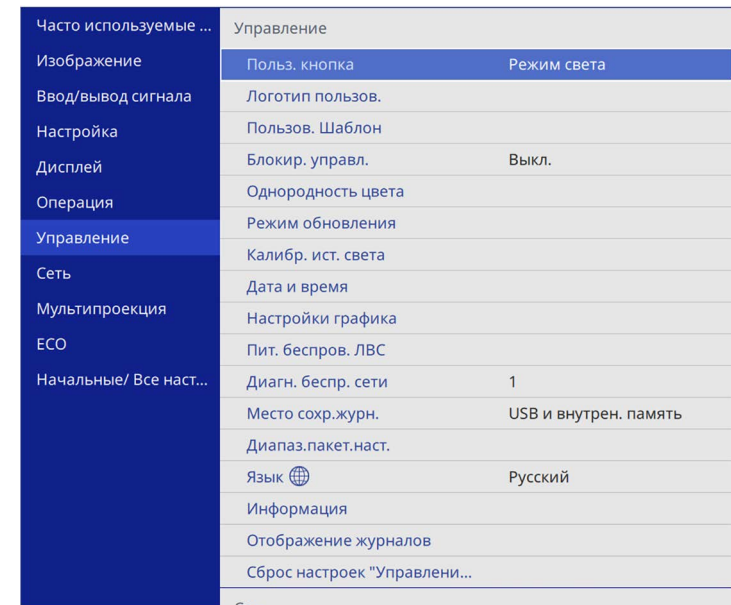 Часто используемые ...
Изображение
Ввод/вывод сигнала
Настройка
Дисплей
Операция
Управление
Сеть
Мультипроекция
ECO
Начальные/ Все наст...
Управление
Польз. кнопка Режим света
Логотип пользов.
Пользов. Шаблон
Блокир. управл. Выкл.
Однородность цвета
Режим обновления
Калибр. ист. света
Дата и время
Настройки графика
Пит. беспров. ЛВС
Диагн. беспр. сети 1
Место сохр.журн. USB и внутрен. память
Диапаз.пакет.наст.
Язык Русский
Информация
Отображение журналов
Сброс настроек "Управлени...